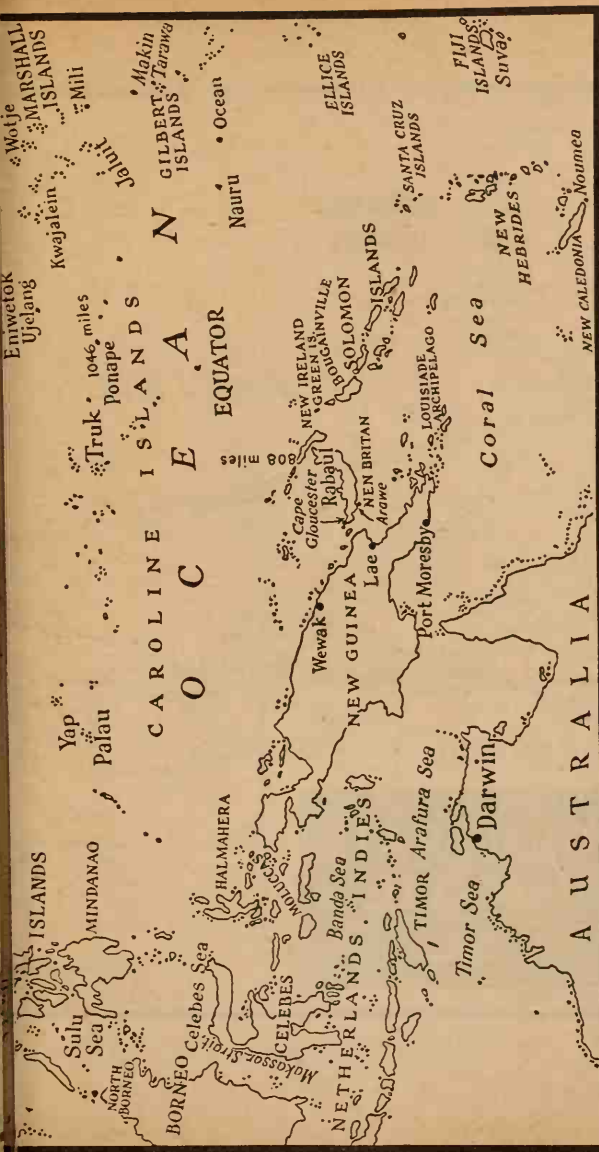 ISLANDS
Sulu
Sea
MINDANAO
NORTH
BORNEO
BORNEO
Celebes Sea
Makassar Strait
CELEBES
HALMAHERA
MOLUCCAS
Banda Sea
NETHERLANDS INDIES
TIMOR
Arafura Sea
Timor Sea
Darwin
AUSTRALIA
Yap
Palau
CAROLINE ISLANDS
OCEAN
EQUATOR
Truk
1046 miles
Ponape
Eniwetok
Ujelang
Kwajalein
Wotje
MARSHALL
ISLANDS
Mili
Jaluit
Makin
Tarawa
GILBERT
ISLANDS
Nauru
Ocean
ELLICE
ISLANDS
808 miles
Wewak
NEW GUINEA
Lae
Port Moresby
Cape
Gloucester
Rabaul
NEN BRITAN
Arawe
NEW IRELAND
GREEN IS.
BOUGAINVILLE
SOLOMON
ISLANDS
LOUISIADE
ARCHIPELAGO
Coral Sea
SANTA CRUZ
ISLANDS
FIJI
ISLANDS
Suva
NEW
HEBRIDES
NEW CALEDONIA
Noumea